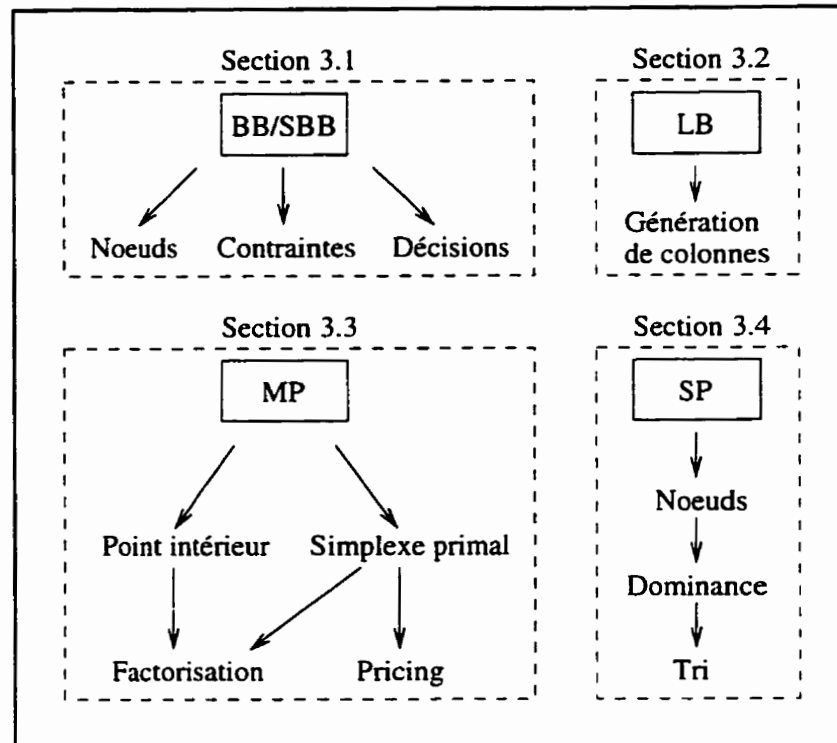 Section 3.1
BB/SBB
Noeuds Contraintes Décisions
Section 3.2
LB
Génération
de colonnes
Section 3.3
MP
Point intérieur Simplexe primal
Factorisation Pricing
Section 3.4
SP
Noeuds
Dominance
Tri